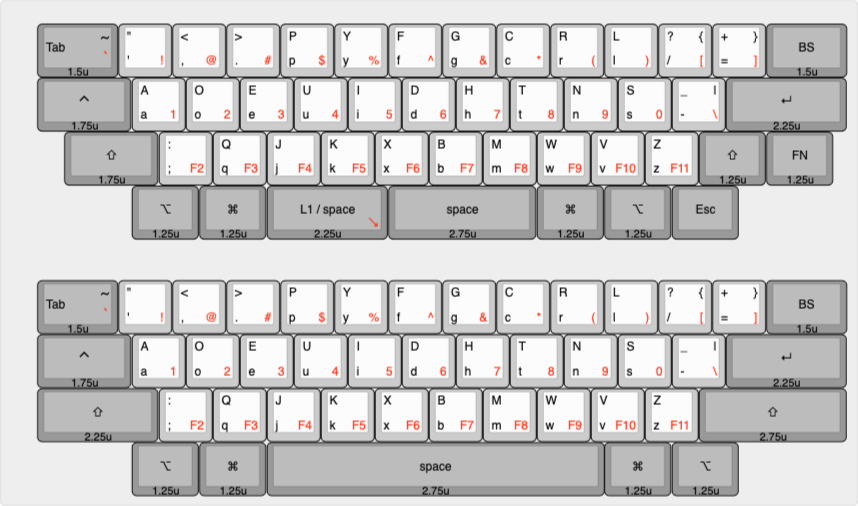 ~ " < > P Y F G C R L ? { + }
Tab ` ' ! , @ . # p $ y % f ^ g & c * r ( l ) / [ = ] BS
1.5u 1.5u
^ A O E U I D H T N S _ | ↵
a 1 o 2 e 3 u 4 i 5 d 6 h 7 t 8 n 9 s 0 - \
1.75u 2.25u
⇧ : Q J K X B M W V Z ⇧ FN
; F2 q F3 j F4 k F5 x F6 b F7 m F8 w F9 v F10 z F11
1.75u 1.25u 1.25u
⌥ ⌘ L1 / space ↘ space ⌘ ⌥ Esc
1.25u 1.25u 2.25u 2.75u 1.25u 1.25u 1.25u
~ " < > P Y F G C R L ? { + }
Tab ` ' ! , @ . # p $ y % f ^ g & c * r ( l ) / [ = ] BS
1.5u 1.5u
^ A O E U I D H T N S _ | ↵
a 1 o 2 e 3 u 4 i 5 d 6 h 7 t 8 n 9 s 0 - \
1.75u 2.25u
⇧ : Q J K X B M W V Z ⇧
; F2 q F3 j F4 k F5 x F6 b F7 m F8 w F9 v F10 z F11
2.25u 2.75u
⌥ ⌘ space ⌘ ⌥
1.25u 1.25u 2.75u 1.25u 1.25u